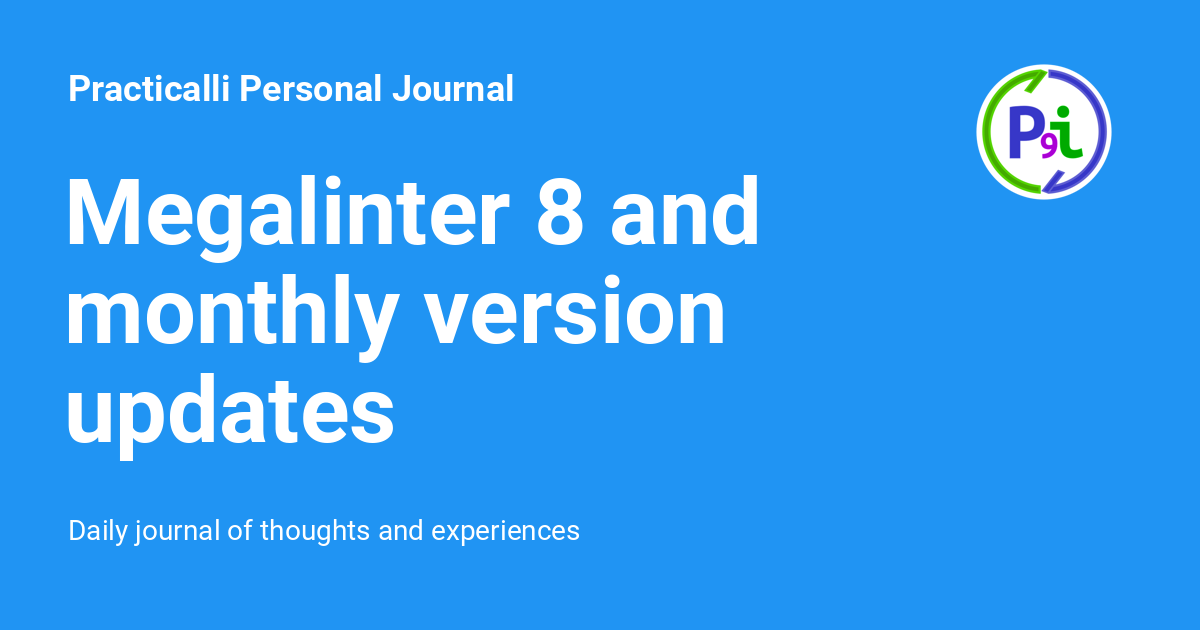 Practicalli Personal Journal
P9i
Megalinter 8 and
monthly version
updates
Daily journal of thoughts and experiences